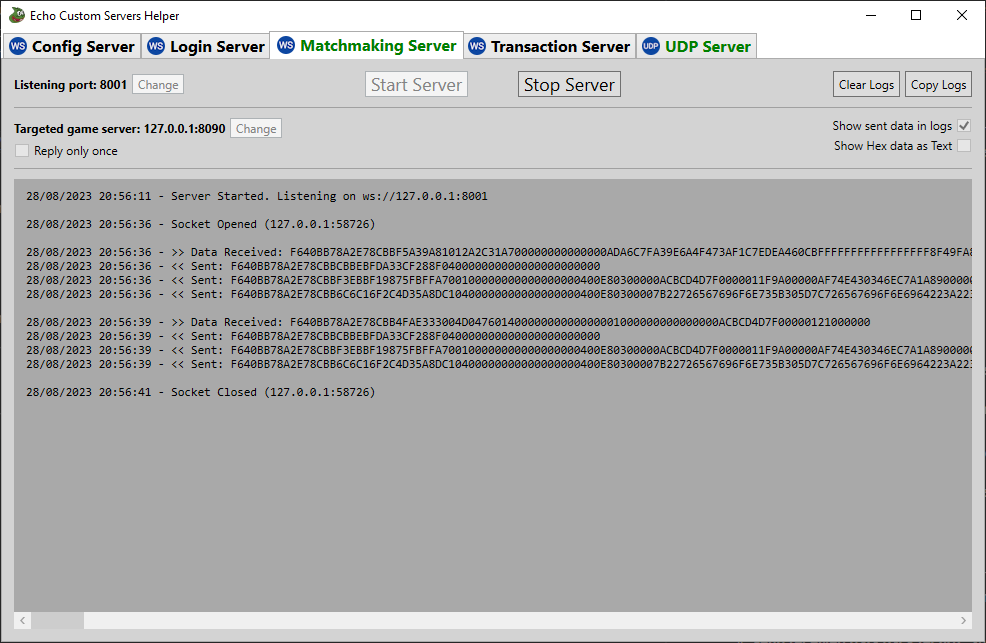 Echo Custom Servers Helper
WS Config Server WS Login Server WS Matchmaking Server WS Transaction Server UDP UDP Server
Listening port: 8001 Change Start Server Stop Server Clear Logs Copy Logs
Targeted game server: 127.0.0.1:8090 Change Show sent data in logs
Reply only once Show Hex data as Text
28/08/2023 20:56:11 - Server Started. Listening on ws://127.0.0.1:8001
28/08/2023 20:56:36 - Socket Opened (127.0.0.1:58726)
28/08/2023 20:56:36 - >> Data Received: F640BB78A2E78CBBF5A39A81012A2C31A700000000000000ADA6C7FA39E6A4F473AF1C7EDEA460CBFFFFFFFFFFFFFFFFF8F49FA8
28/08/2023 20:56:36 - << Sent: F640BB78A2E78CBBCBBEBFDA33CF288F040000000000000000000000
28/08/2023 20:56:36 - << Sent: F640BB78A2E78CBBF3EBBF19875FBFFA7001000000000000000000400E80300000ACBCD4D7F0000011F9A00000AF74E430346EC7A1A8900000
28/08/2023 20:56:36 - << Sent: F640BB78A2E78CBB6C6C16F2C4D35A8DC104000000000000000000400E80300007B22726567696F6E735B305D7C726567696F6E6964223A223
28/08/2023 20:56:39 - >> Data Received: F640BB78A2E78CBB4FAE333004D0476014000000000000000100000000000000ACBCD4D7F00000121000000
28/08/2023 20:56:39 - << Sent: F640BB78A2E78CBBCBBEBFDA33CF288F040000000000000000000000
28/08/2023 20:56:39 - << Sent: F640BB78A2E78CBBF3EBBF19875FBFFA7001000000000000000000400E80300000ACBCD4D7F0000011F9A00000AF74E430346EC7A1A8900000
28/08/2023 20:56:39 - << Sent: F640BB78A2E78CBB6C6C16F2C4D35A8DC104000000000000000000400E80300007B22726567696F6E735B305D7C726567696F6E6964223A223
28/08/2023 20:56:41 - Socket Closed (127.0.0.1:58726)